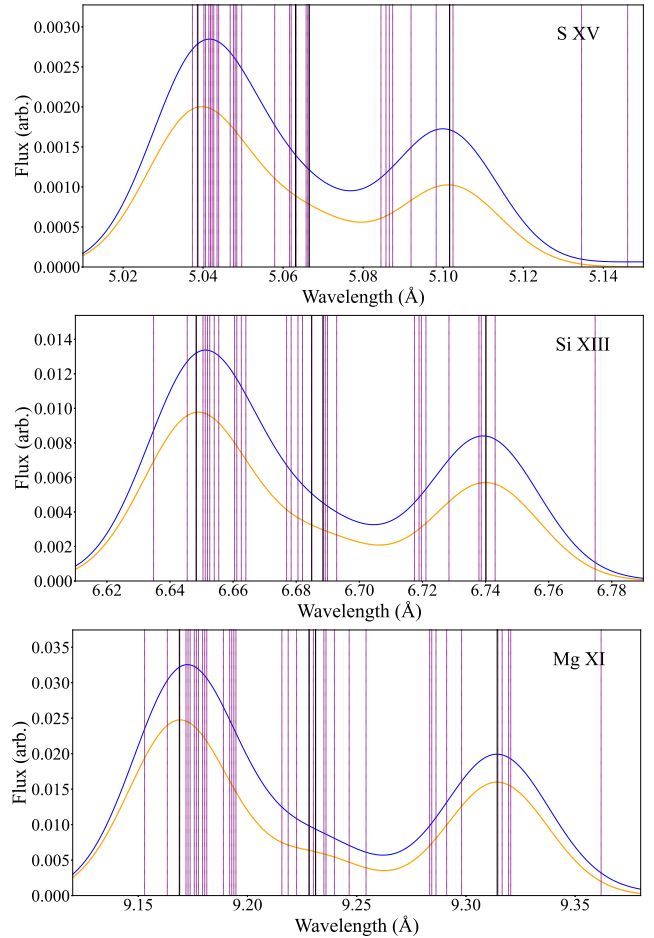 S XV
Flux (arb.)
0.0030
0.0025
0.0020
0.0015
0.0010
0.0005
0.0000
5.02 5.04 5.06 5.08 5.10 5.12 5.14
Wavelength (Å)
Si XIII
Flux (arb.)
0.014
0.012
0.010
0.008
0.006
0.004
0.002
0.000
6.62 6.64 6.66 6.68 6.70 6.72 6.74 6.76 6.78
Wavelength (Å)
Mg XI
Flux (arb.)
0.035
0.030
0.025
0.020
0.015
0.010
0.005
0.000
9.15 9.20 9.25 9.30 9.35
Wavelength (Å)